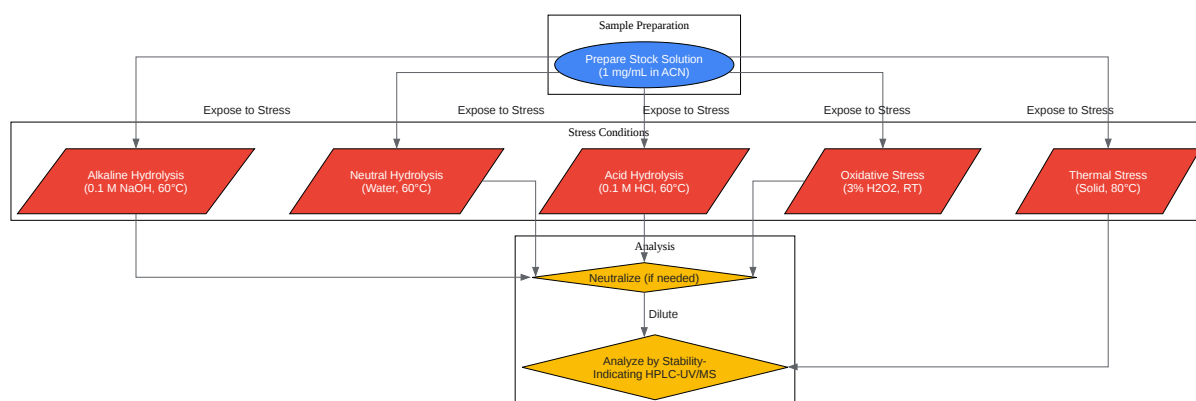 Sample Preparation
Prepare Stock Solution
(1 mg/mL in ACN)
Expose to Stress
Expose to Stress
Expose to Stress
Expose to Stress
Expose to Stress
Stress Conditions
Alkaline Hydrolysis
(0.1 M NaOH, 60°C)
Neutral Hydrolysis
(Water, 60°C)
Acid Hydrolysis
(0.1 M HCl, 60°C)
Oxidative Stress
(3% H2O2, RT)
Thermal Stress
(Solid, 80°C)
Analysis
Neutralize (if needed)
Dilute
Analyze by Stability-
Indicating HPLC-UV/MS